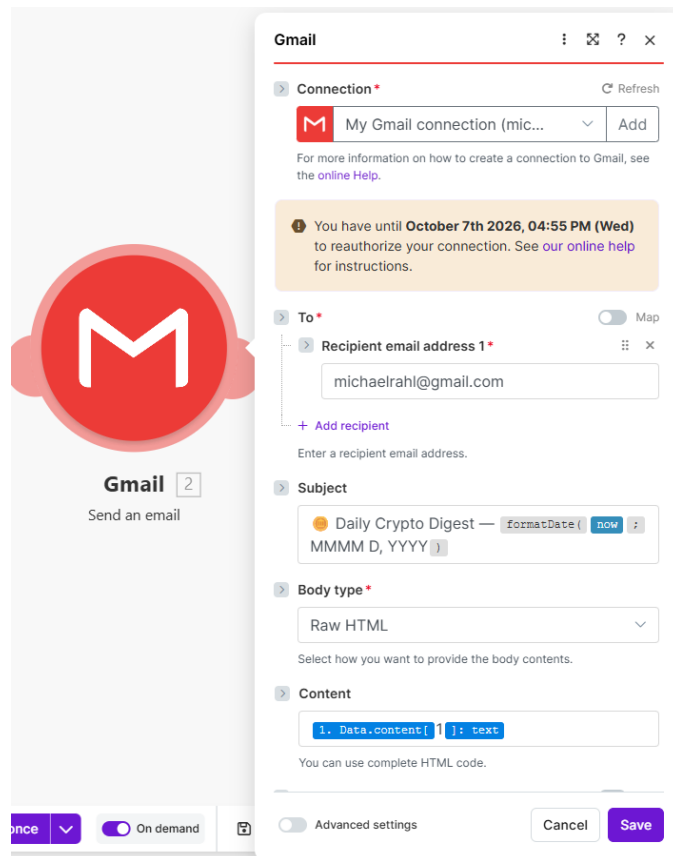 Gmail
Connection *
Refresh
My Gmail connection (mic...
Add
For more information on how to create a connection to Gmail, see
the online Help.
You have until October 7th 2026, 04:55 PM (Wed)
to reauthorize your connection. See our online help
for instructions.
To *
Map
Recipient email address 1 *
michaelrahl@gmail.com
+ Add recipient
Enter a recipient email address.
Subject
Daily Crypto Digest — formatDate( now ;
MMMM D, YYYY )
Body type *
Raw HTML
Select how you want to provide the body contents.
Content
1. Data.content[ 1 ]: text
You can use complete HTML code.
Advanced settings
Cancel
Save
Gmail 2
Send an email
once
On demand